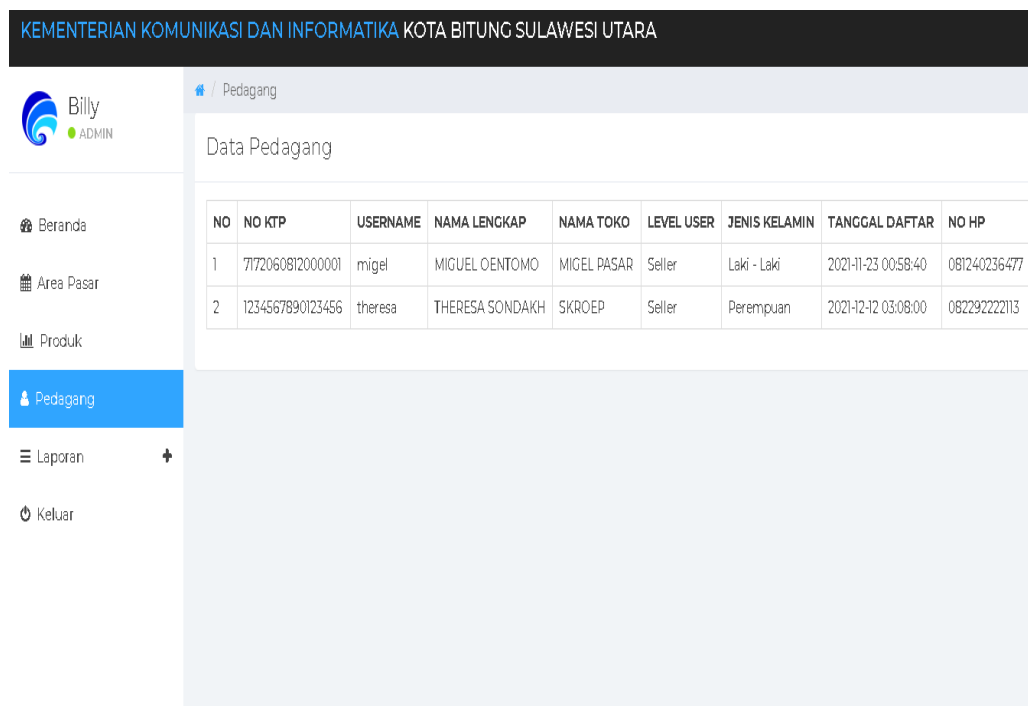 KEMENTERIAN KOMUNIKASI DAN INFORMATIKA KOTA BITUNG SULAWESI UTARA
Billy
ADMIN
/ Pedagang
Data Pedagang
Beranda
Area Pasar
Produk
Pedagang
Laporan
Keluar
NO NO KTP USERNAME NAMA LENGKAP NAMA TOKO LEVEL USER JENIS KELAMIN TANGGAL DAFTAR NO HP
1 7172060812000001 migel MIGUEL OENTOMO MIGEL PASAR Seller Laki - Laki 2021-11-23 00:58:40 081240236477
2 1234567890123456 theresa THERESA SONDAKH SKROEP Seller Perempuan 2021-12-12 03:08:00 082292222113